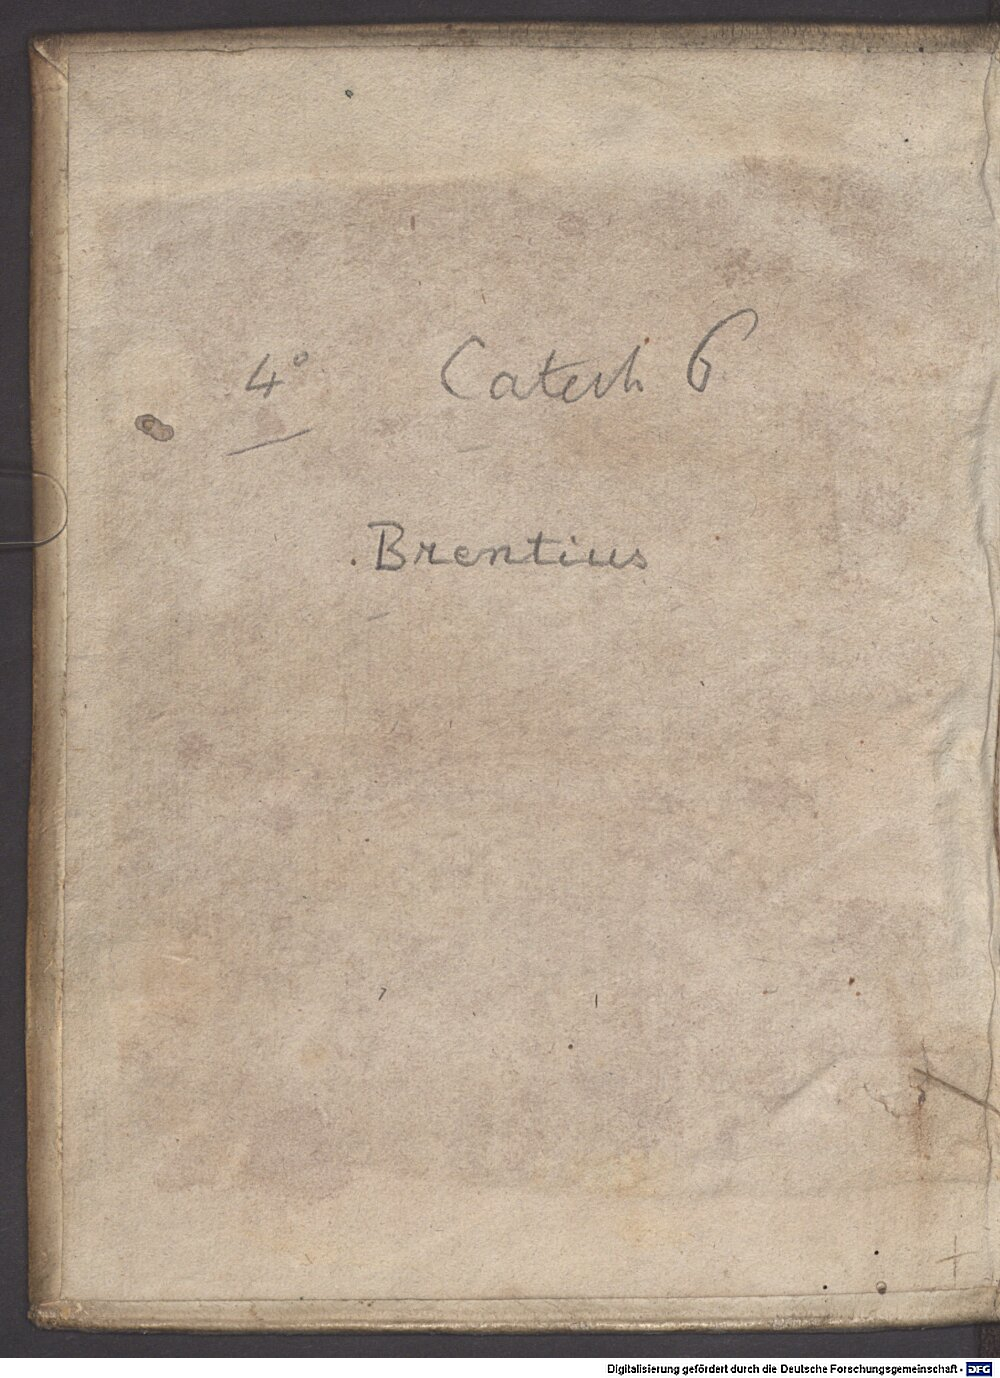 4° Catech 6
Brentius
Digitalisierung gefördert durch die Deutsche Forschungsgemeinschaft - DFG